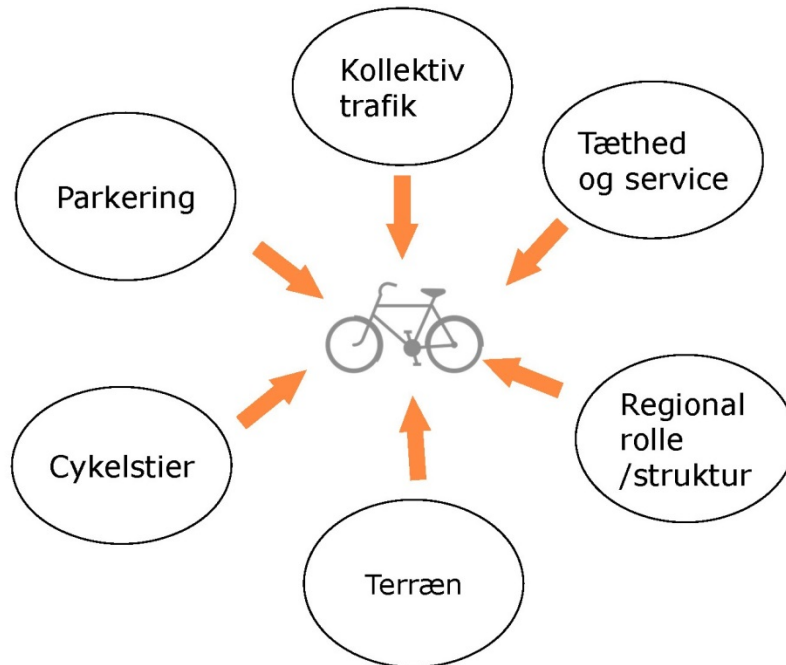 Kollektiv
trafik
Tæthed
og service
Parkering
Regional
rolle
/struktur
Cykelstier
Terræn